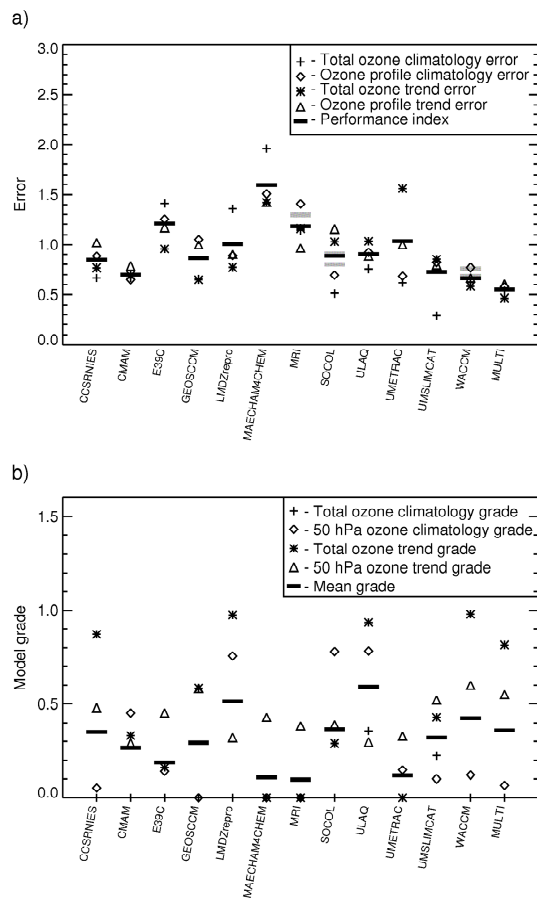 a)
3.0
2.5
2.0
1.5
1.0
0.5
0.0
Error
+ - Total ozone climatology error
- Ozone profile climatology error
- Total ozone trend error
- Ozone profile trend error
- Performance index
CCSRNIES
CMAM
E39C
GEOSCCM
LMDZrepro
MAECHAM4CHEM
MRI
SOCOL
ULAQ
UMETRAC
UMSLIMCAT
WACCM
MULTI
b)
1.5
1.0
0.5
0.0
Model grade
+ - Total ozone climatology grade
- 50 hPa ozone climatology grade
- Total ozone trend grade
- 50 hPa ozone trend grade
- Mean grade
CCSRNIES
CMAM
E39C
GEOSCCM
LMDZrepro
MAECHAM4CHEM
MRI
SOCOL
ULAQ
UMETRAC
UMSLIMCAT
WACCM
MULTI